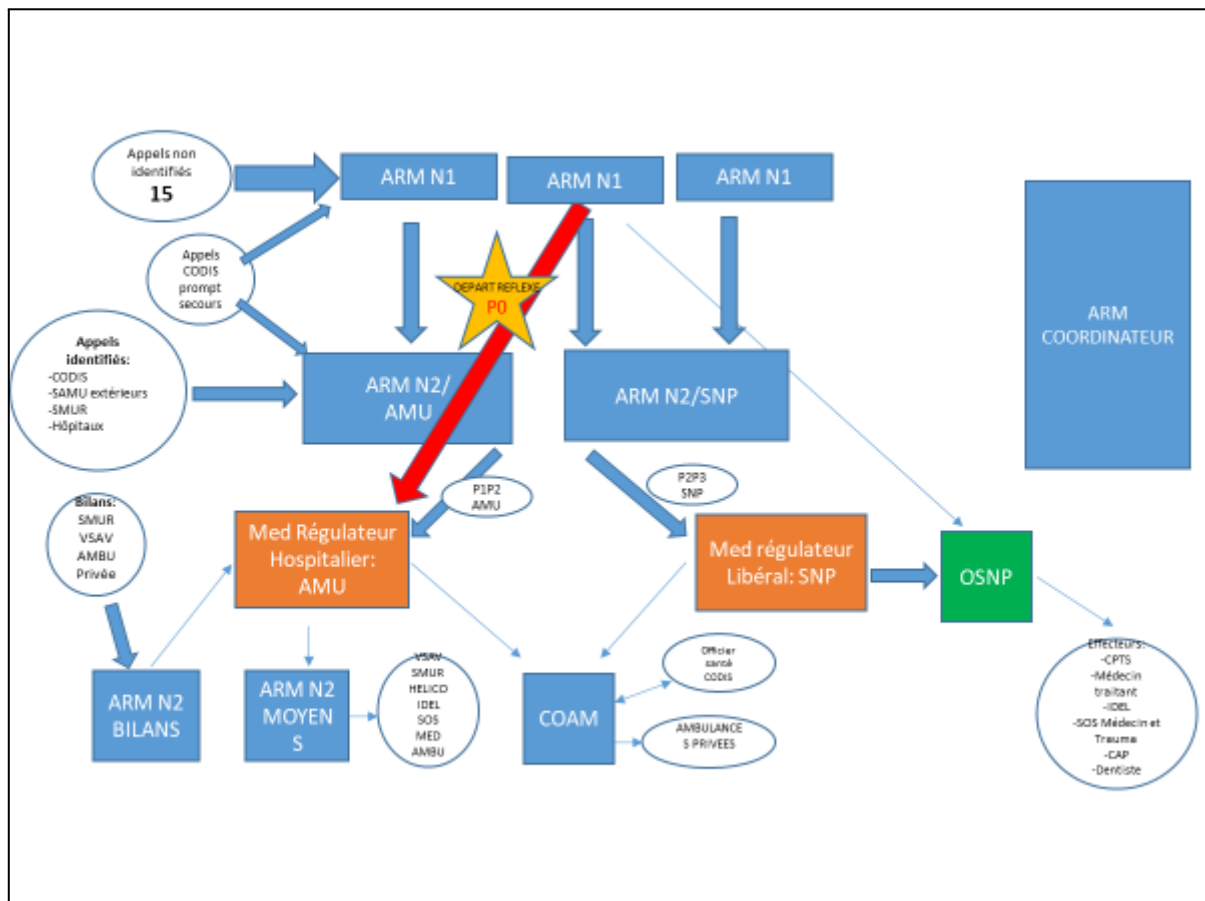 Appels non
identifiés
15
ARM N1
ARM N1
ARM N1
Appels
CODIS
prompt
secours
DEPART REFLEXE
P0
ARM
COORDINATEUR
Appels
identifiés:
-CODIS
-SAMU extérieurs
-SMUR
-Hôpitaux
ARM N2/
AMU
ARM N2/SNP
P1P2
AMU
P2P3
SNP
Bilans:
SMUR
VSAV
AMBU
Privée
Med Régulateur
Hospitalier:
AMU
Med régulateur
Libéral: SNP
OSNP
ARM N2
BILANS
ARM N2
MOYEN
S
VSAV
SMUR
HELICO
IDEL
SOS
MED
AMBU
COAM
Officier
santé
CODIS
AMBULANCE
S PRIVEES
Effecteurs:
-CPTS
-Médecin
traitant
-IDEL
-SOS Médecin et
Trauma
-CAP
-Dentiste